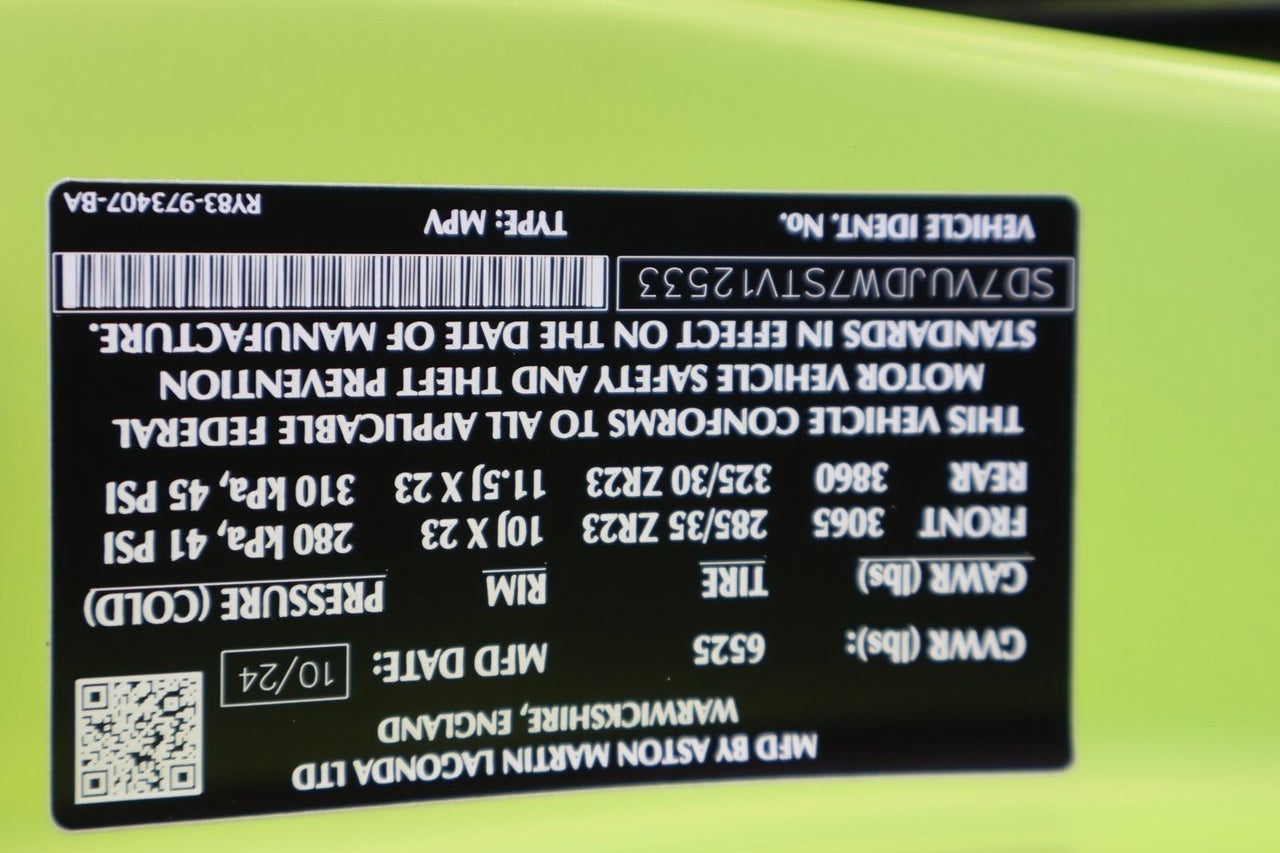 MFD BY ASTON MARTIN LAGONDA LTD
WARWICKSHIRE, ENGLAND
GVWR (lbs): 6525 MFD DATE: 10/24
GAWR (lbs) TIRE RIM PRESSURE (COLD)
FRONT 3065 285/35 ZR23 10J X 23 280 kPa, 41 PSI
REAR 3860 325/30 ZR23 11.5J X 23 310 kPa, 45 PSI
THIS VEHICLE CONFORMS TO ALL APPLICABLE FEDERAL
MOTOR VEHICLE SAFETY AND THEFT PREVENTION
STANDARDS IN EFFECT ON THE DATE OF MANUFACTURE.
SD7VUJDW7STV12533
VEHICLE IDENT. No. TYPE: MPV RY83-973407-BA